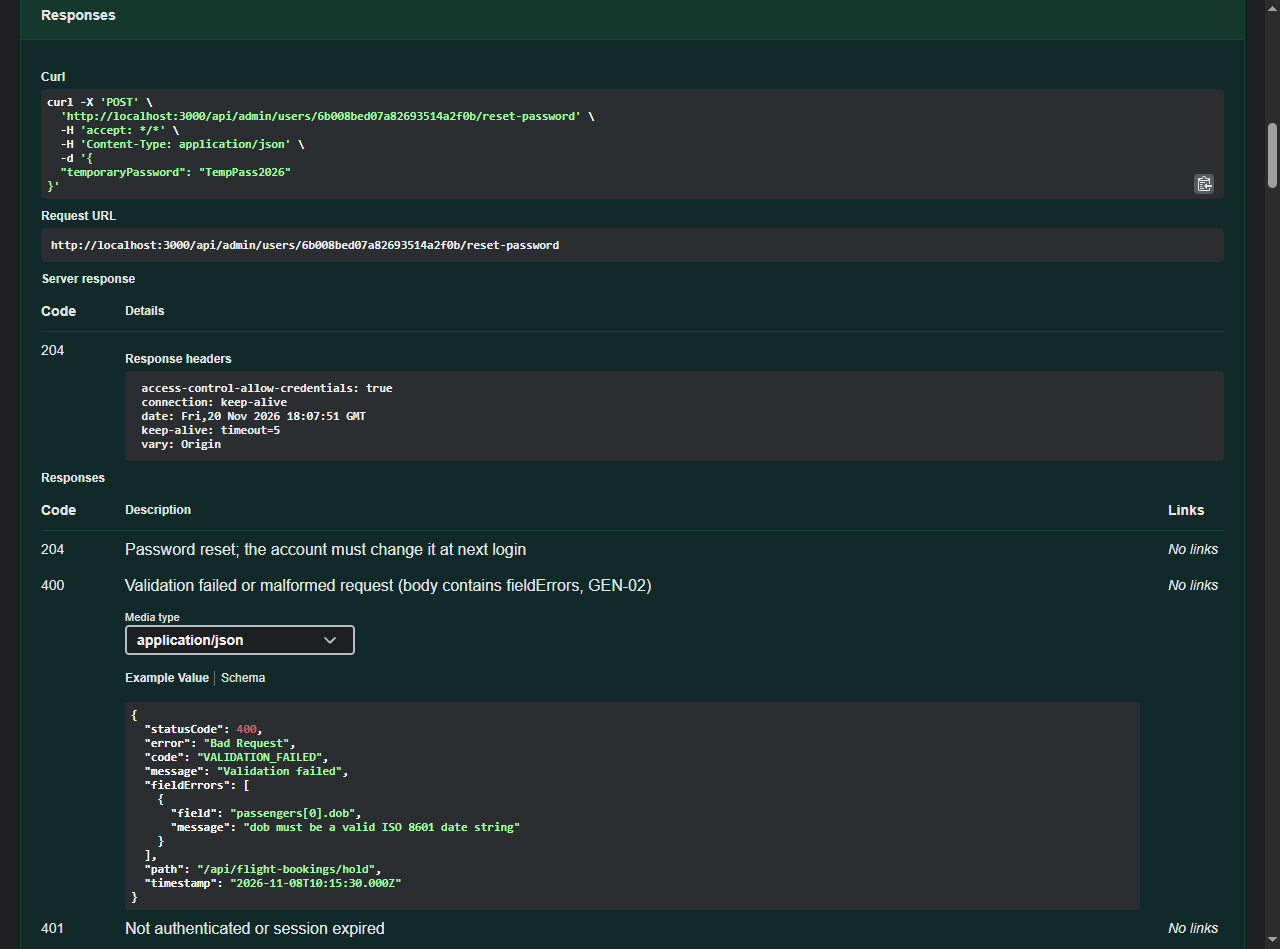 Responses
Curl
curl -X 'POST' \
  'http://localhost:3000/api/admin/users/6b008bed07a82693514a2f0b/reset-password' \
  -H 'accept: */*' \
  -H 'Content-Type: application/json' \
  -d '{
  "temporaryPassword": "TempPass2026"
}'
Request URL
http://localhost:3000/api/admin/users/6b008bed07a82693514a2f0b/reset-password
Server response
Code Details
204
Response headers
access-control-allow-credentials: true
connection: keep-alive
date: Fri,20 Nov 2026 18:07:51 GMT
keep-alive: timeout=5
vary: Origin
Responses
Code Description Links
204 Password reset; the account must change it at next login No links
400 Validation failed or malformed request (body contains fieldErrors, GEN-02) No links
Media type
application/json
Example Value Schema
{
  "statusCode": 400,
  "error": "Bad Request",
  "code": "VALIDATION_FAILED",
  "message": "Validation failed",
  "fieldErrors": [
    {
      "field": "passengers[0].dob",
      "message": "dob must be a valid ISO 8601 date string"
    }
  ],
  "path": "/api/flight-bookings/hold",
  "timestamp": "2026-11-08T10:15:30.000Z"
}
401 Not authenticated or session expired No links